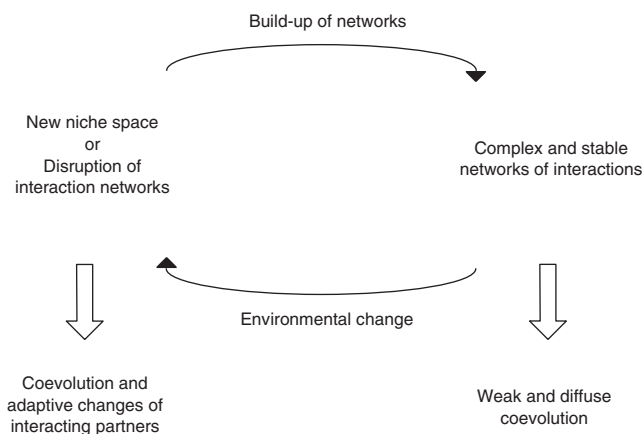 Build-up of networks
New niche space
or
Disruption of
interaction networks
Complex and stable
networks of interactions
Environmental change
Coevolution and
adaptive changes of
interacting partners
Weak and diffuse
coevolution